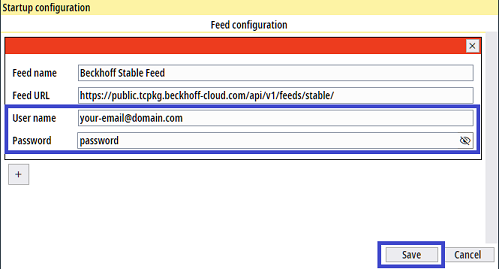 Startup configuration
Feed configuration
Feed name Beckhoff Stable Feed
Feed URL https://public.tcpkg.beckhoff-cloud.com/api/v1/feeds/stable/
User name your-email@domain.com
Password password
+
Save Cancel